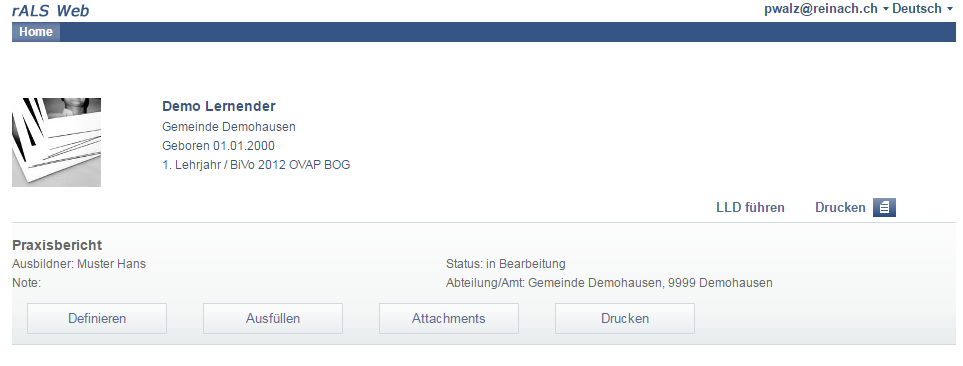 rALS Web
pwalz@reinach.ch Deutsch
Home
Demo Lernender
Gemeinde Demohausen
Geboren 01.01.2000
1. Lehrjahr / BiVo 2012 OVAP BOG
LLD führen Drucken
Praxisbericht
Ausbildner: Muster Hans Status: in Bearbeitung
Note: Abteilung/Amt: Gemeinde Demohausen, 9999 Demohausen
Definieren Ausfüllen Attachments Drucken